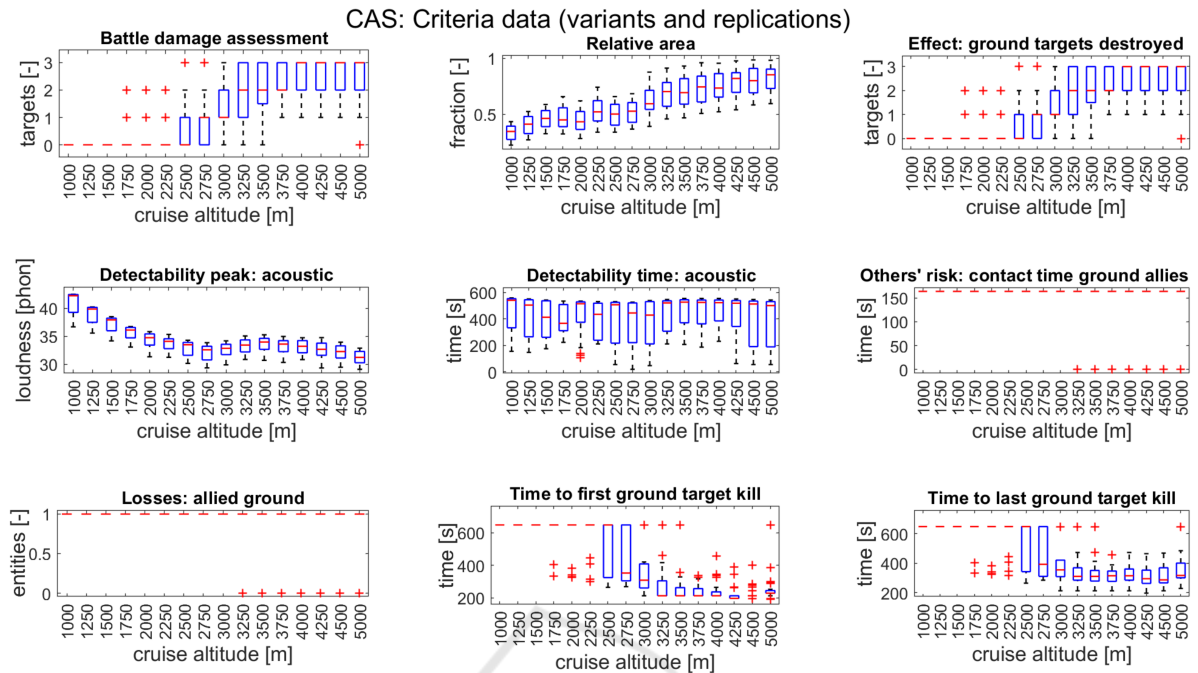 CAS: Criteria data (variants and replications)
Battle damage assessment
targets [-]
3
2
1
0
1000 1250 1500 1750 2000 2250 2500 2750 3000 3250 3500 3750 4000 4250 4500 5000
cruise altitude [m]
Relative area
fraction [-]
1
0.5
1000 1250 1500 1750 2000 2250 2500 2750 3000 3250 3500 3750 4000 4250 4500 5000
cruise altitude [m]
Effect: ground targets destroyed
targets [-]
3
2
1
0
1000 1250 1500 1750 2000 2250 2500 2750 3000 3250 3500 3750 4000 4250 4500 5000
cruise altitude [m]
Detectability peak: acoustic
loudness [phon]
40
35
30
1000 1250 1500 1750 2000 2250 2500 2750 3000 3250 3500 3750 4000 4250 4500 5000
cruise altitude [m]
Detectability time: acoustic
time [s]
600
400
200
0
1000 1250 1500 1750 2000 2250 2500 2750 3000 3250 3500 3750 4000 4250 4500 5000
cruise altitude [m]
Others' risk: contact time ground allies
time [s]
150
100
50
0
1000 1250 1500 1750 2000 2250 2500 2750 3000 3250 3500 3750 4000 4250 4500 5000
cruise altitude [m]
Losses: allied ground
entities [-]
1
0.5
0
1000 1250 1500 1750 2000 2250 2500 2750 3000 3250 3500 3750 4000 4250 4500 5000
cruise altitude [m]
Time to first ground target kill
time [s]
600
400
200
1000 1250 1500 1750 2000 2250 2500 2750 3000 3250 3500 3750 4000 4250 4500 5000
cruise altitude [m]
Time to last ground target kill
time [s]
600
400
200
1000 1250 1500 1750 2000 2250 2500 2750 3000 3250 3500 3750 4000 4250 4500 5000
cruise altitude [m]